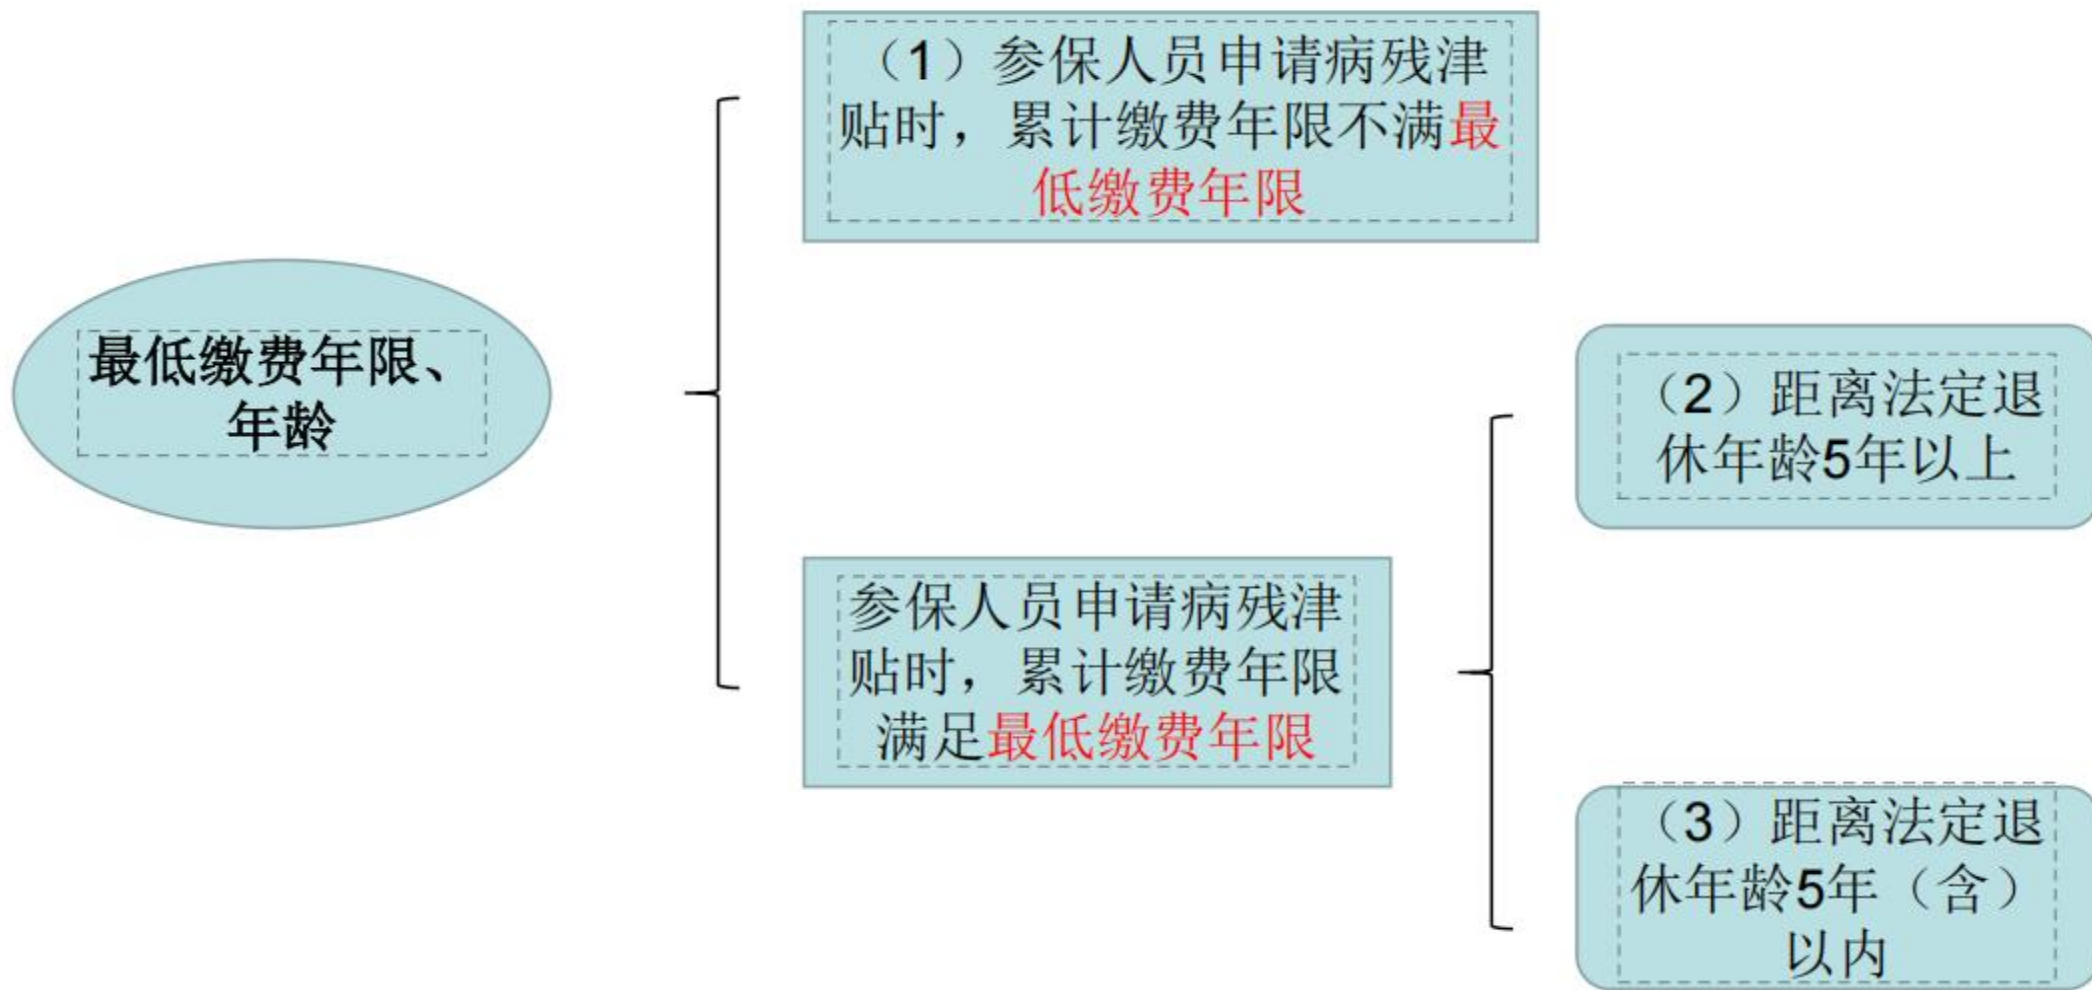 最低缴费年限、
年龄
（1）参保人员申请病残津
贴时，累计缴费年限不满最
低缴费年限
参保人员申请病残津
贴时，累计缴费年限
满足最低缴费年限
（2）距离法定退
休年龄5年以上
（3）距离法定退
休年龄5年（含）
以内